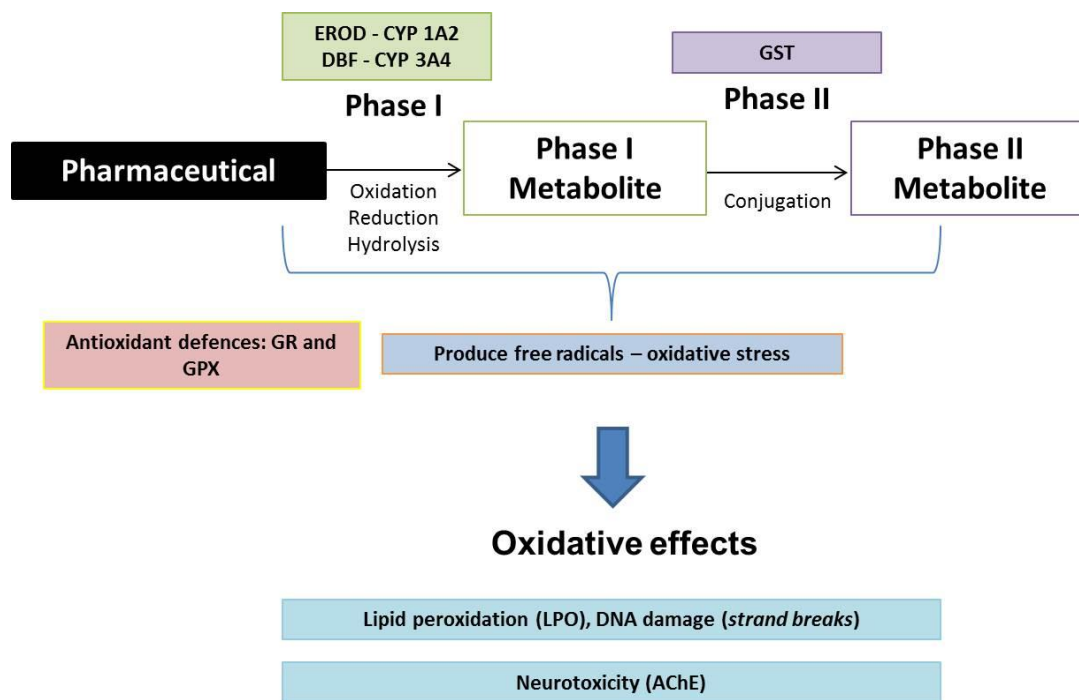 EROD - CYP 1A2
DBF - CYP 3A4
Phase I
GST
Phase II
Pharmaceutical
Oxidation
Reduction
Hydrolysis
Phase I
Metabolite
Conjugation
Phase II
Metabolite
Antioxidant defences: GR and
GPX
Produce free radicals – oxidative stress
Oxidative effects
Lipid peroxidation (LPO), DNA damage (strand breaks)
Neurotoxicity (AChE)